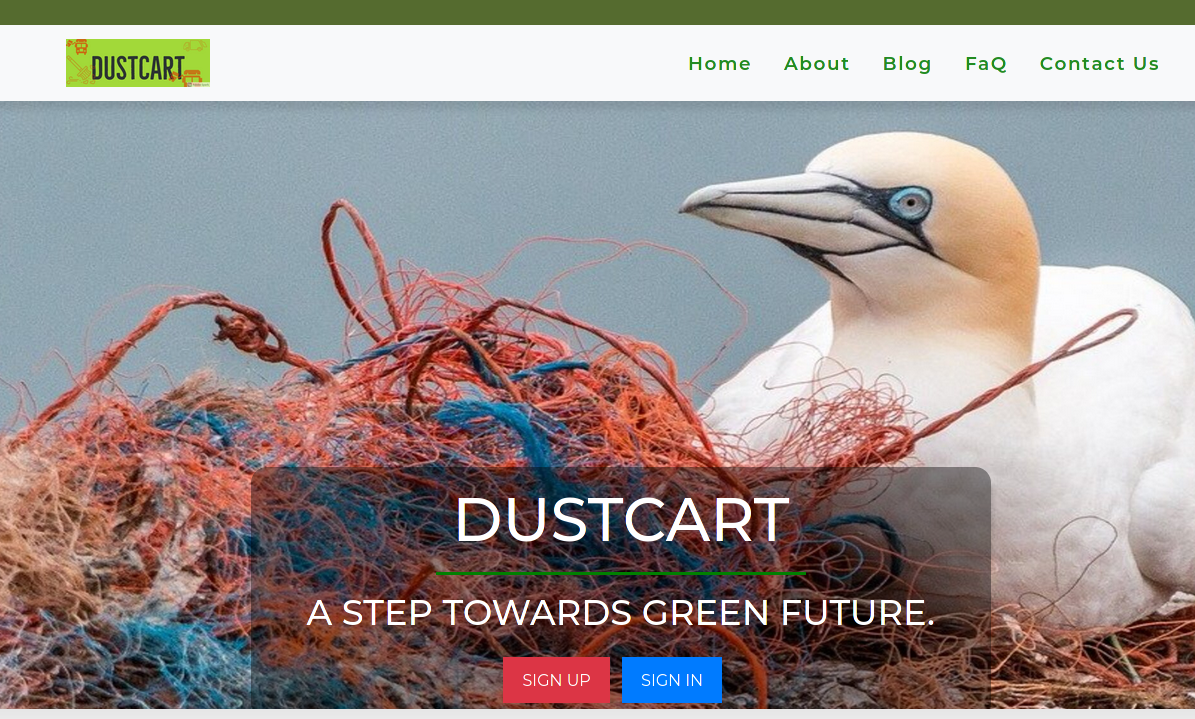 DUSTCART
Home About Blog FaQ Contact Us
DUSTCART
A STEP TOWARDS GREEN FUTURE.
SIGN UP SIGN IN